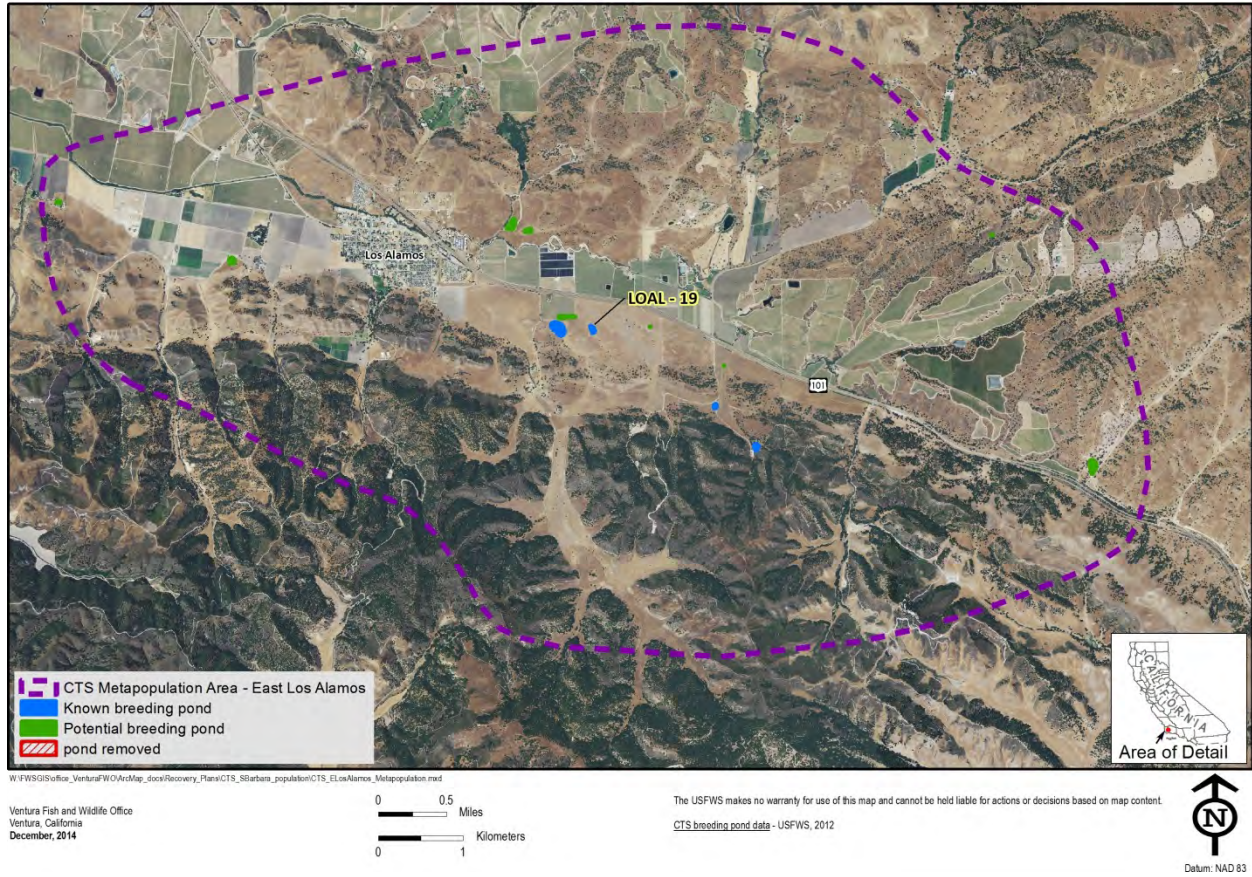 Los Alamos
LOAL - 19
101
CTS Metapopulation Area - East Los Alamos
Known breeding pond
Potential breeding pond
pond removed
CALIFORNIA
Area of Detail
W:\FWSGIS\office_VenturaFWO\ArcMap_docs\Recovery_Plans\CTS_SBarbara_population\CTS_ELosAlamos_Metapopulation.mxd
Ventura Fish and Wildlife Office
Ventura, California
December, 2014
0 0.5
Miles
Kilometers
0 1
The USFWS makes no warranty for use of this map and cannot be held liable for actions or decisions based on map content.
CTS breeding pond data - USFWS, 2012
N
Datum: NAD 83